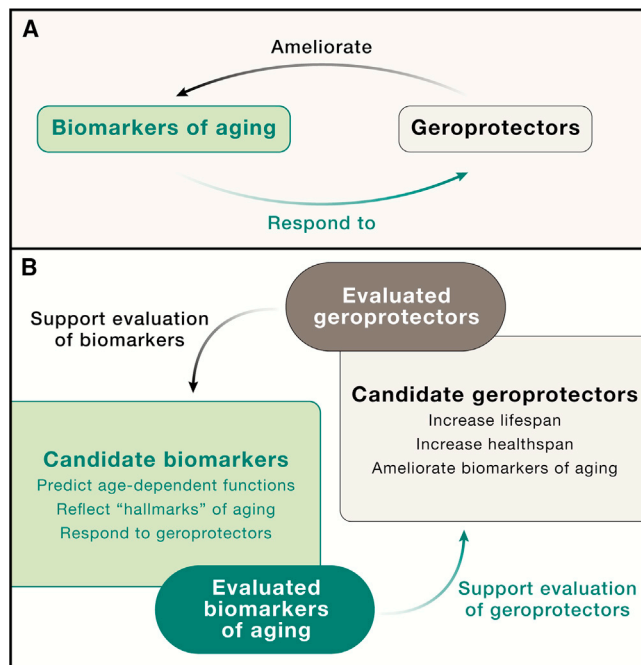 A
Ameliorate
Biomarkers of aging
Geroprotectors
Respond to
B
Evaluated
geroprotectors
Support evaluation
of biomarkers
Candidate geroprotectors
Increase lifespan
Increase healthspan
Ameliorate biomarkers of aging
Candidate biomarkers
Predict age-dependent functions
Reflect “hallmarks” of aging
Respond to geroprotectors
Evaluated
biomarkers
of aging
Support evaluation
of geroprotectors